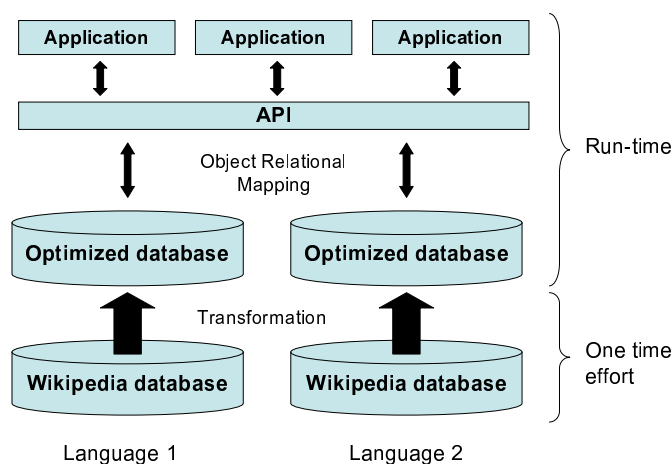 Application Application Application
API
Object Relational
Mapping
Run-time
Optimized database Optimized database
Transformation
Wikipedia database Wikipedia database
One time
effort
Language 1 Language 2